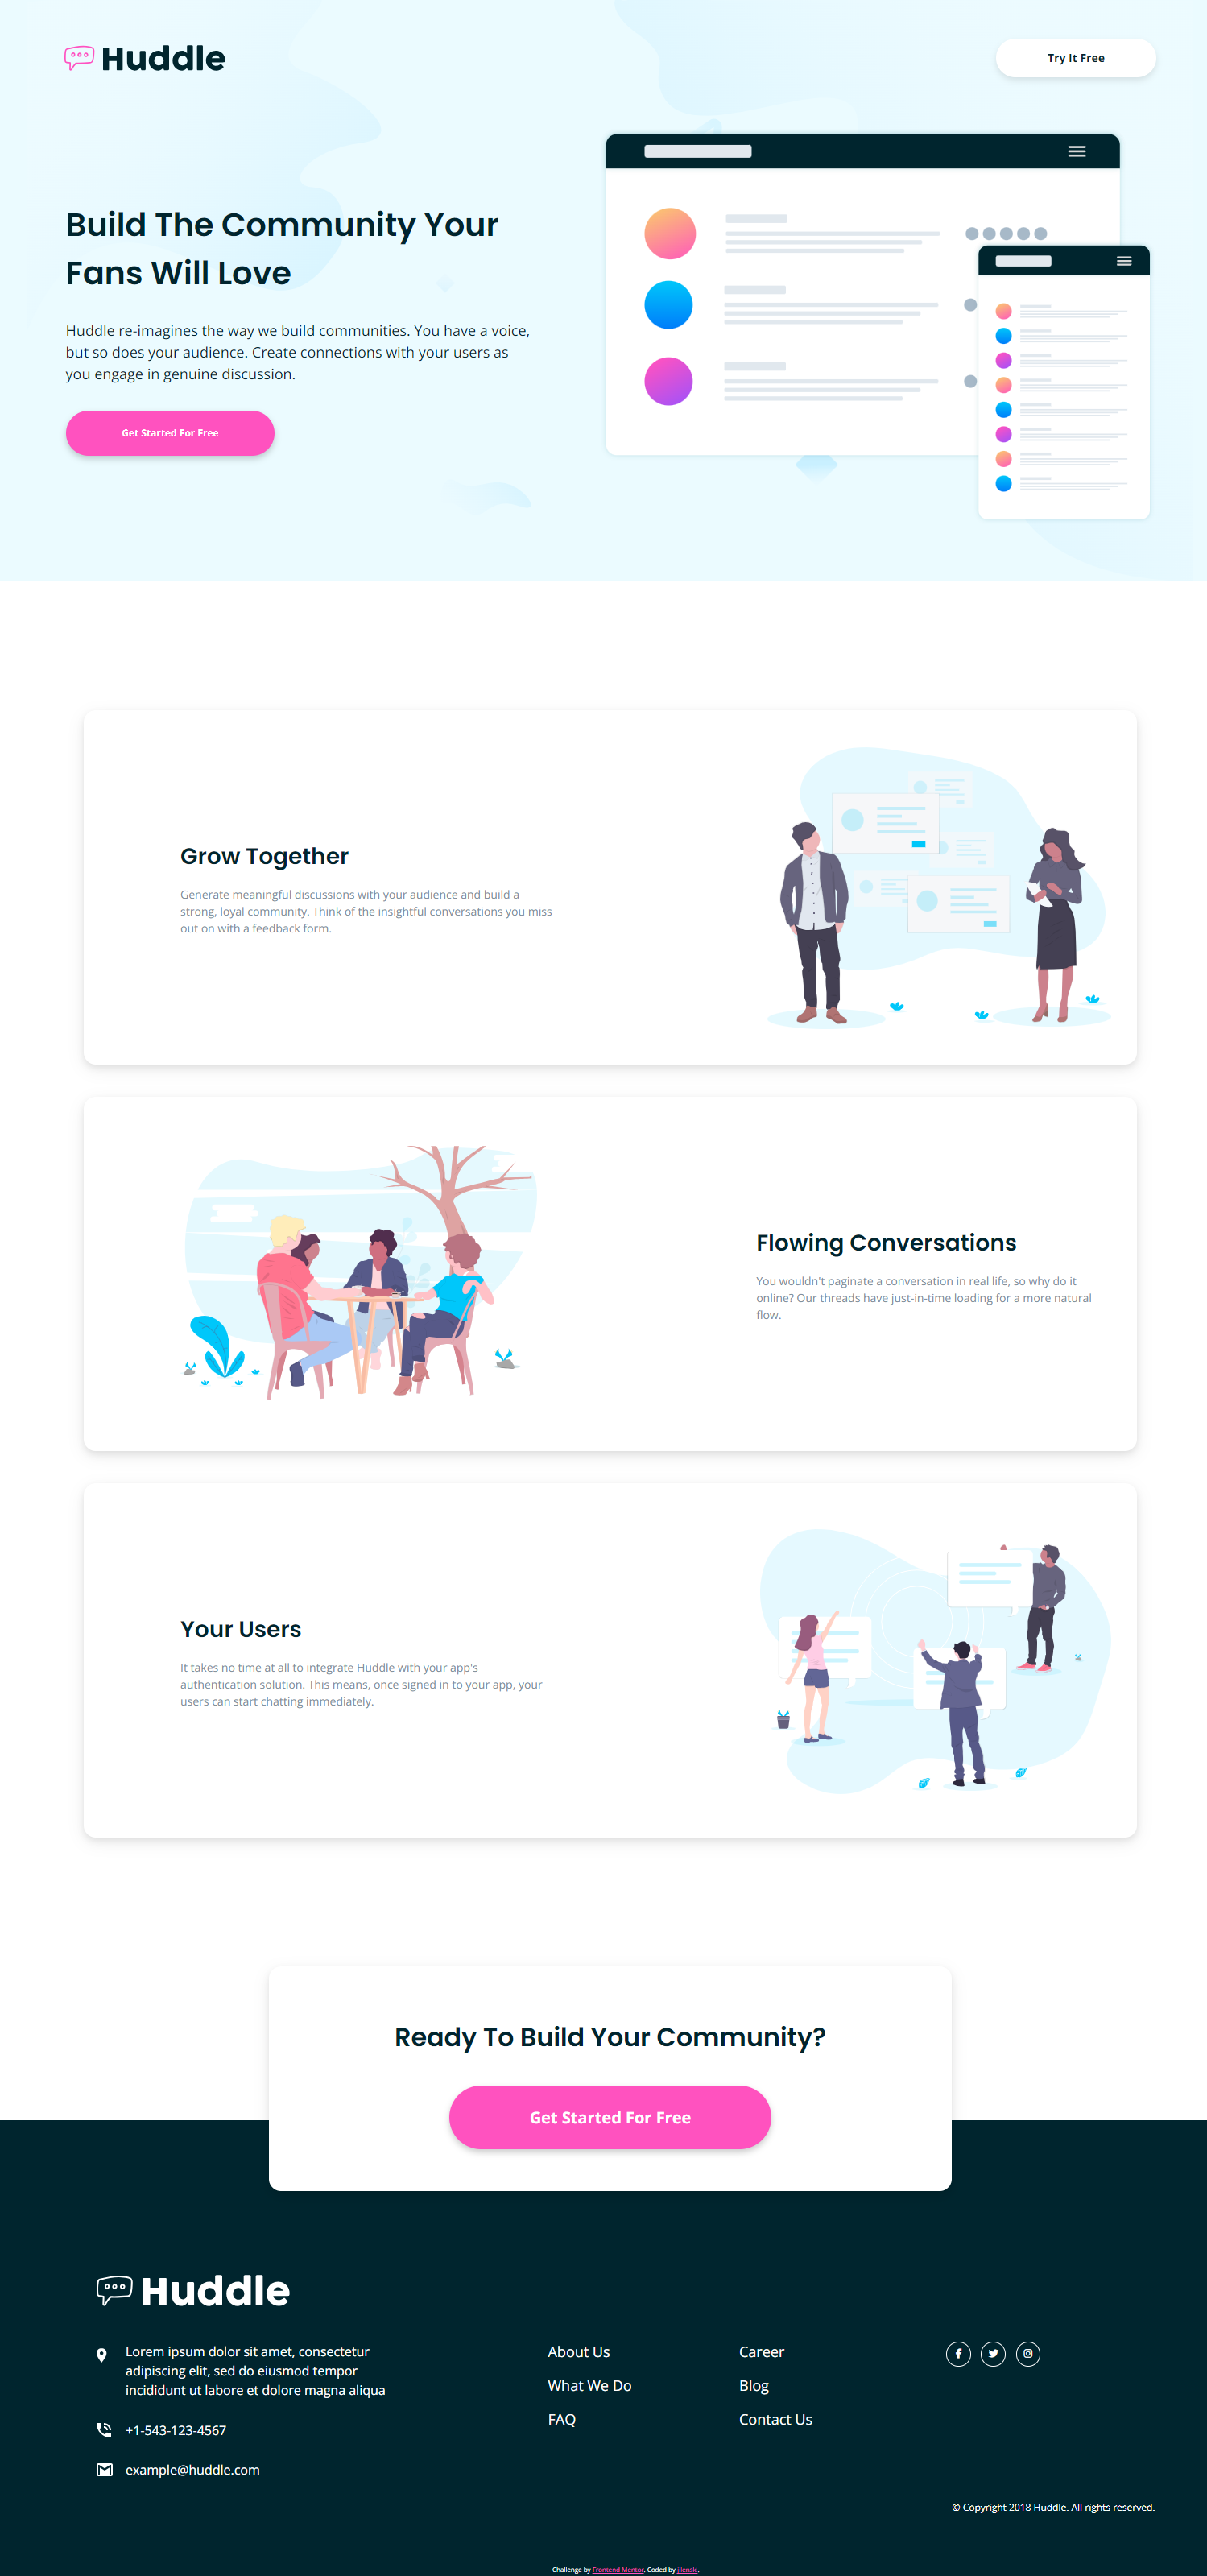 Huddle
Try It Free
Build The Community Your
Fans Will Love
Huddle re-imagines the way we build communities. You have a voice,
but so does your audience. Create connections with your users as
you engage in genuine discussion.
Get Started For Free
Grow Together
Generate meaningful discussions with your audience and build a
strong, loyal community. Think of the insightful conversations you miss
out on with a feedback form.
Flowing Conversations
You wouldn't paginate a conversation in real life, so why do it
online? Our threads have just-in-time loading for a more natural
flow.
Your Users
It takes no time at all to integrate Huddle with your app's
authentication solution. This means, once signed in to your app, your
users can start chatting immediately.
Ready To Build Your Community?
Get Started For Free
Huddle
Lorem ipsum dolor sit amet, consectetur
adipiscing elit, sed do eiusmod tempor
incididunt ut labore et dolore magna aliqua
+1-543-123-4567
example@huddle.com
About Us
What We Do
FAQ
Career
Blog
Contact Us
© Copyright 2018 Huddle. All rights reserved.
Challenge by Frontend Mentor. Coded by